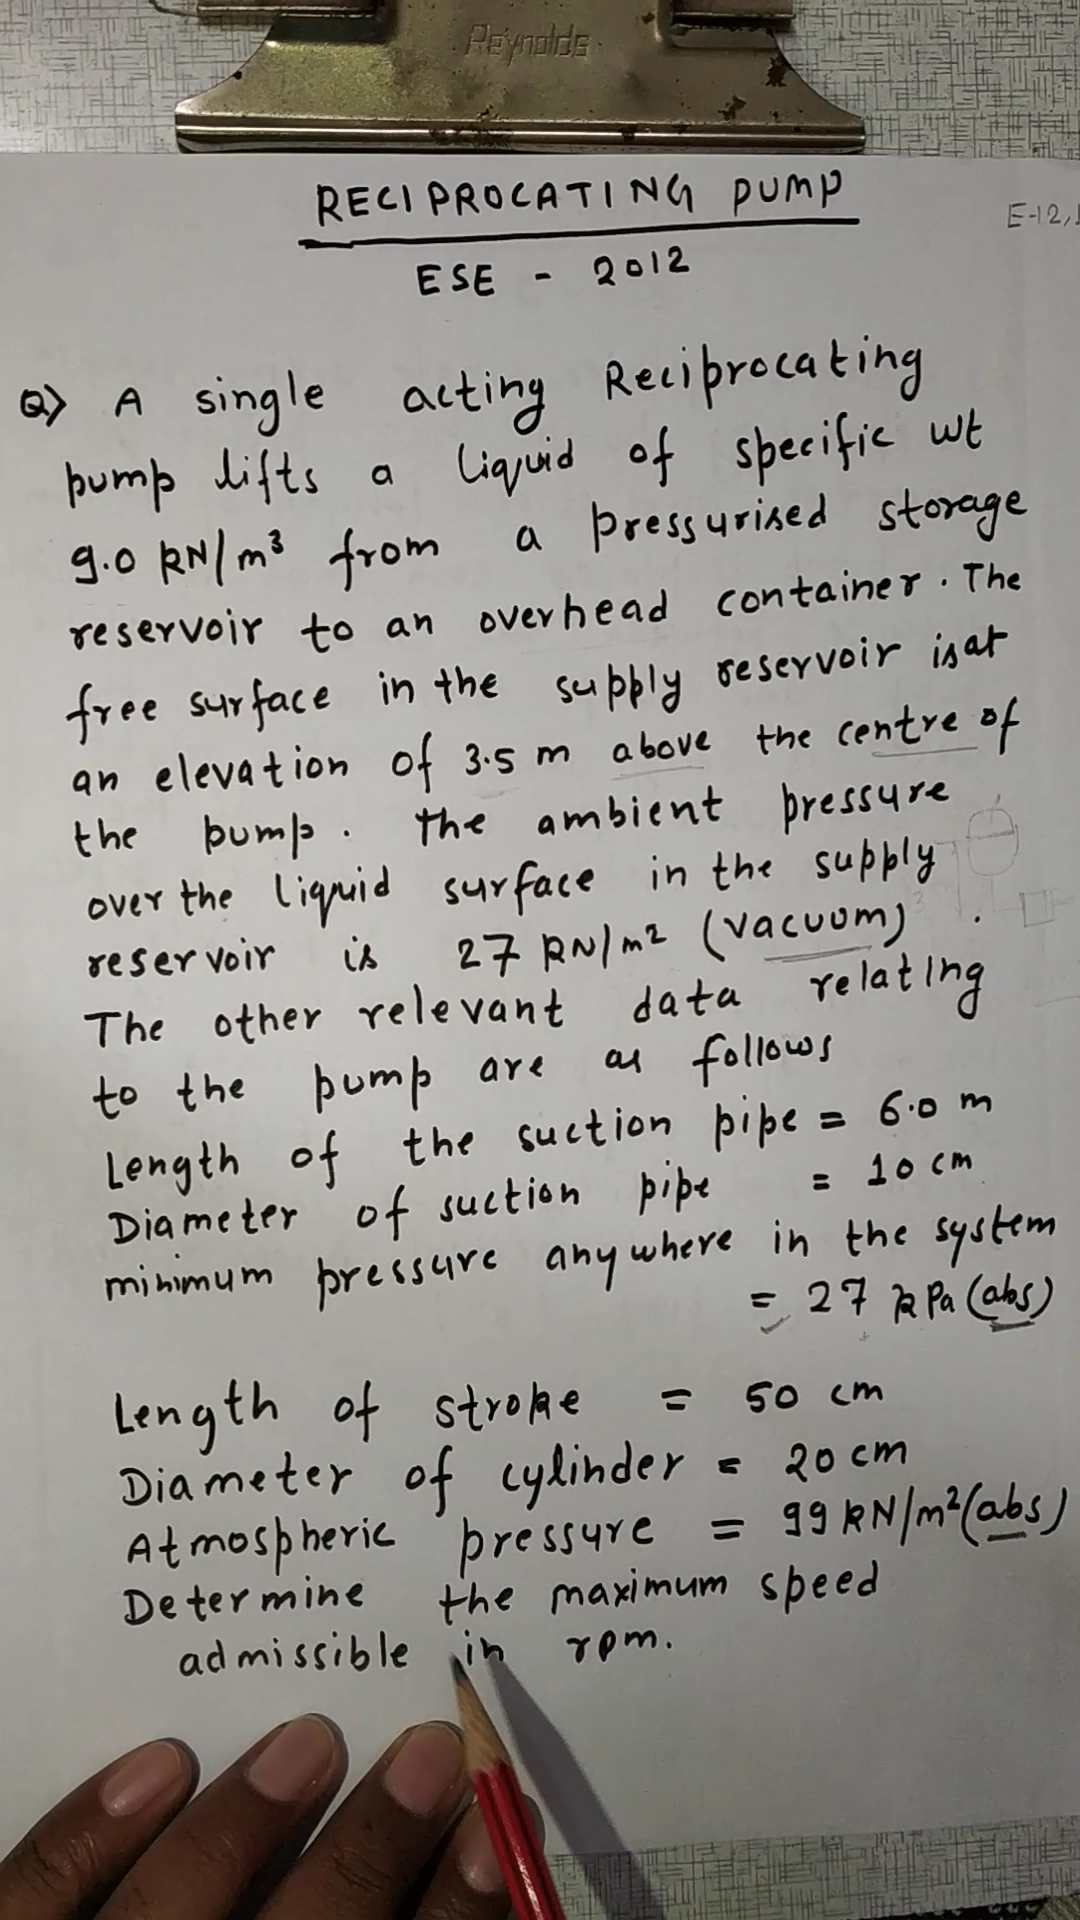 Reynolds
RECIPROCATING PUMP
E-12,
ESE - 2012
Q) A single acting Reciprocating
pump lifts a liquid of specific wt
9.0 kN/m³ from a pressurised storage
reservoir to an overhead container. The
free surface in the supply reservoir is at
an elevation of 3.5 m above the centre of
the pump. The ambient pressure
over the liquid surface in the supply
reservoir is 27 kN/m² (vacuum)
The other relevant data relating
to the pump are as follows
Length of the suction pipe = 6.0 m
Diameter of suction pipe = 10 cm
minimum pressure anywhere in the system
= 27 kPa (abs)
Length of stroke = 50 cm
Diameter of cylinder = 20 cm
Atmospheric pressure = 99 kN/m² (abs)
Determine the maximum speed
admissible in rpm.